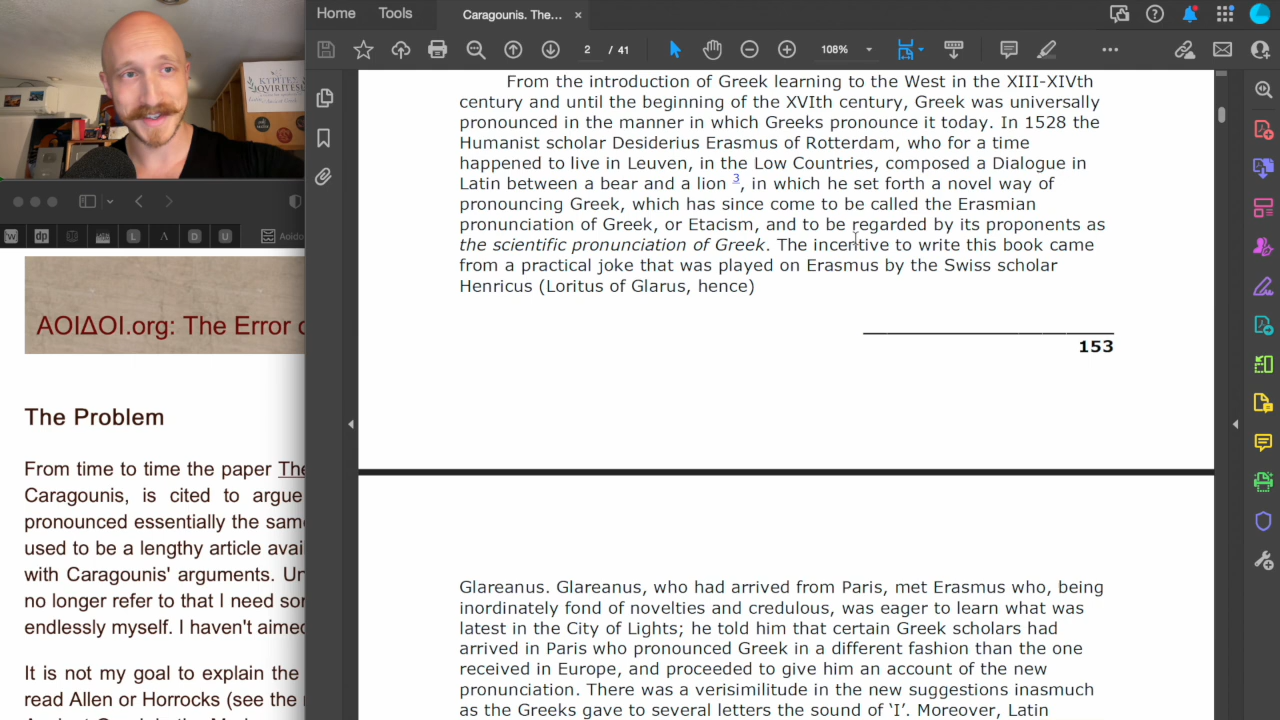 Home
Tools
Caragounis. The...
2 / 41
108%
ΚΤΡΙΤΕΣ
QVIRITES
From the introduction of Greek learning to the West in the XIII-XIVth
century and until the beginning of the XVIth century, Greek was universally
pronounced in the manner in which Greeks pronounce it today. In 1528 the
Humanist scholar Desiderius Erasmus of Rotterdam, who for a time
happened to live in Leuven, in the Low Countries, composed a Dialogue in
Latin between a bear and a lion 3, in which he set forth a novel way of
pronouncing Greek, which has since come to be called the Erasmian
pronunciation of Greek, or Etacism, and to be regarded by its proponents as
the scientific pronunciation of Greek. The incentive to write this book came
from a practical joke that was played on Erasmus by the Swiss scholar
Henricus (Loritus of Glarus, hence)
153
Glareanus. Glareanus, who had arrived from Paris, met Erasmus who, being
inordinately fond of novelties and credulous, was eager to learn what was
latest in the City of Lights; he told him that certain Greek scholars had
arrived in Paris who pronounced Greek in a different fashion than the one
received in Europe, and proceeded to give him an account of the new
pronunciation. There was a verisimilitude in the new suggestions inasmuch
as the Greeks gave to several letters the sound of ‘I’. Moreover, Latin
W
dp
L
Λ
D
U
Aoido
ΑΟΙΔΟΙ.org: The Error o
The Problem
From time to time the paper The
Caragounis, is cited to argue
pronounced essentially the sam
used to be a lengthy article avai
with Caragounis' arguments. Un
no longer refer to that I need so
endlessly myself. I haven't aimed
It is not my goal to explain the
read Allen or Horrocks (see the